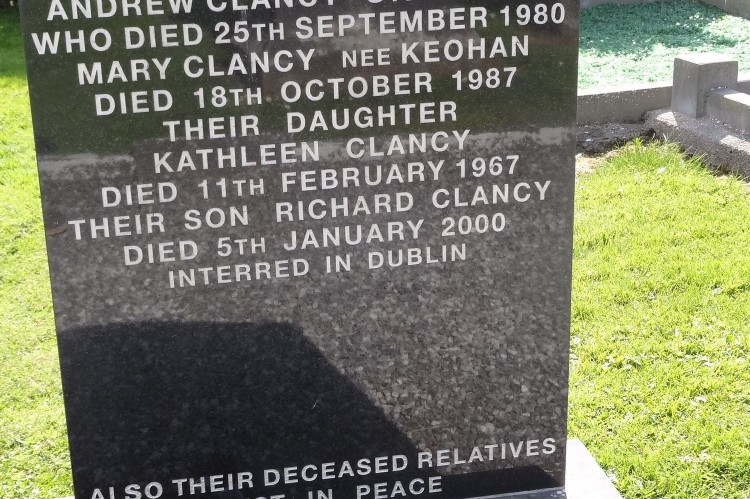 ANDREW CLANCY
WHO DIED 25TH SEPTEMBER 1980
MARY CLANCY NEE KEOHAN
DIED 18TH OCTOBER 1987
THEIR DAUGHTER
KATHLEEN CLANCY
DIED 11TH FEBRUARY 1967
THEIR SON RICHARD CLANCY
DIED 5TH JANUARY 2000
INTERRED IN DUBLIN
ALSO THEIR DECEASED RELATIVES
IN PEACE